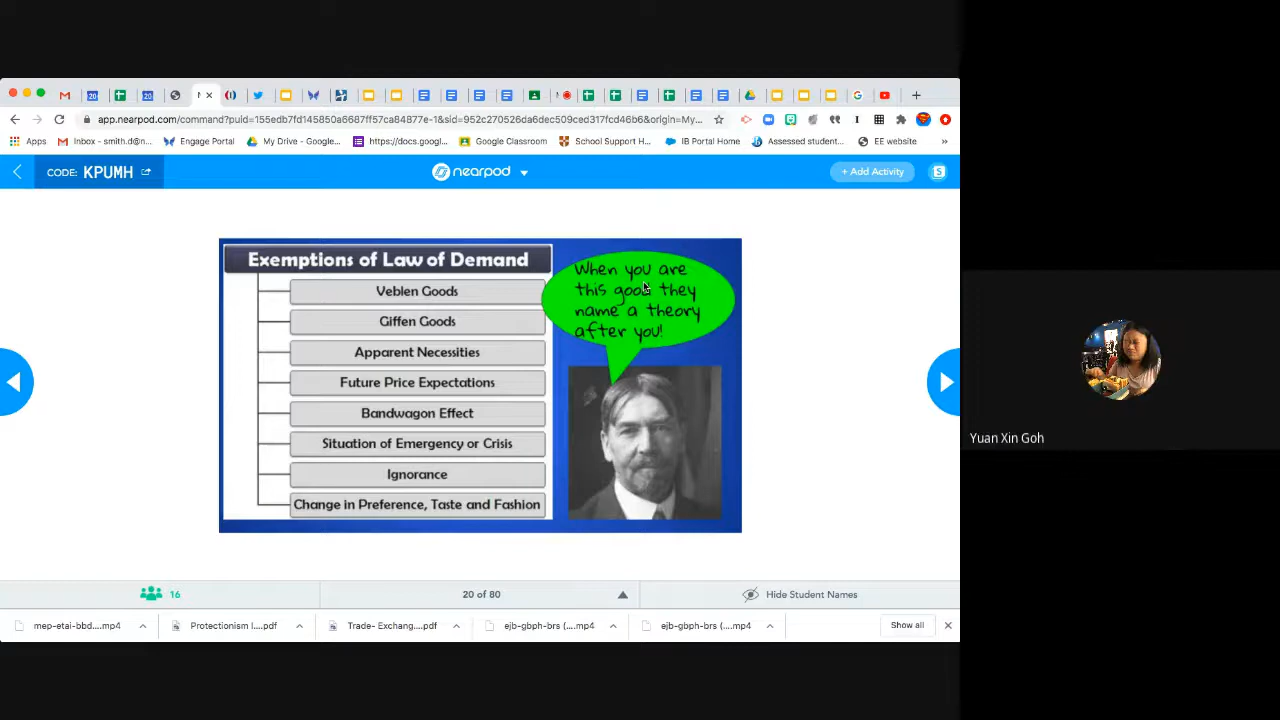 20
20
N
app.nearpod.com/command?puid=155edb7fd145850a6687ff57ca84877e-1&sid=952c270526da6dec509ced317fcd46b6&origin=My...
Apps
Inbox - smith.d@n...
Engage Portal
My Drive - Google...
https://docs.googl...
Google Classroom
School Support H...
IB Portal Home
Assessed student...
EE website
»
CODE: KPUMH
nearpod
+ Add Activity
S
Exemptions of Law of Demand
Veblen Goods
Giffen Goods
Apparent Necessities
Future Price Expectations
Bandwagon Effect
Situation of Emergency or Crisis
Ignorance
Change in Preference, Taste and Fashion
When you are
this good they
name a theory
after you!
Yuan Xin Goh
16
20 of 80
Hide Student Names
mep-etai-bbd....mp4
Protectionism I....pdf
Trade- Exchang....pdf
ejb-gbph-brs (....mp4
ejb-gbph-brs (....mp4
Show all